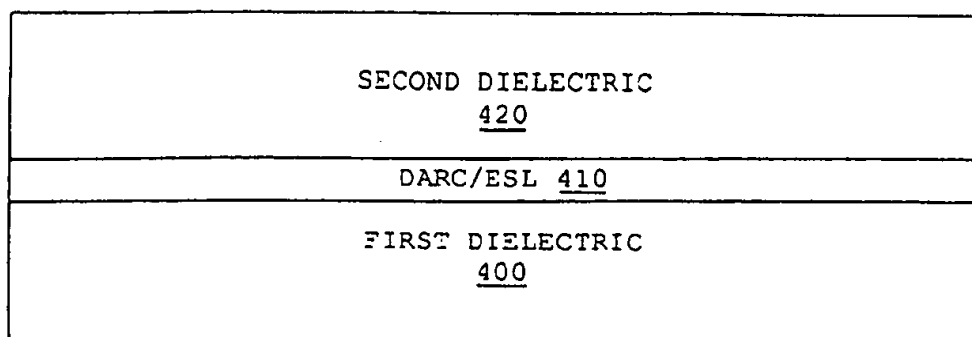 SECOND DIELECTRIC
420
DARC/ESL 410
FIRST DIELECTRIC
400